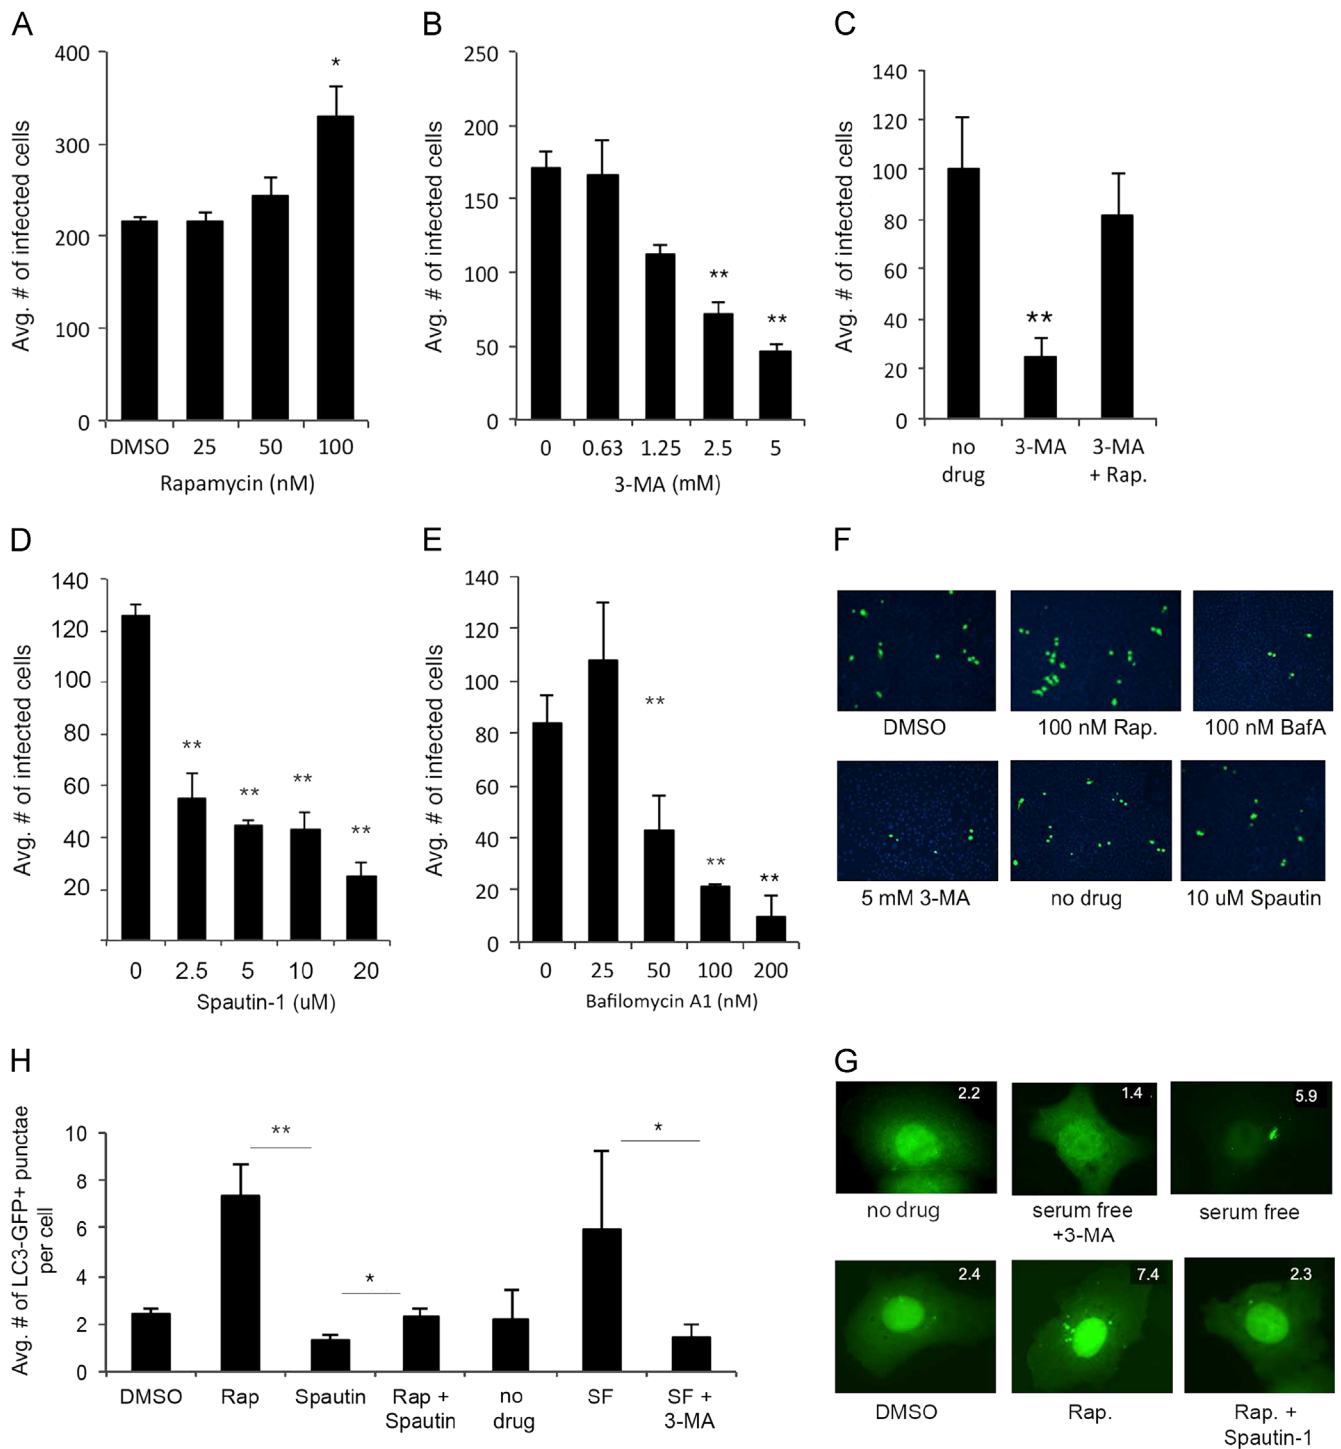 A
400
300
200
100
0
Avg. # of infected cells
*
DMSO 25 50 100
Rapamycin (nM)
B
250
200
150
100
50
0
Avg. # of infected cells
**
**
0 0.63 1.25 2.5 5
3-MA (mM)
C
140
120
100
80
60
40
20
0
Avg. # of infected cells
**
no drug
3-MA
3-MA + Rap.
D
140
120
100
80
60
40
20
Avg. # of infected cells
**
**
**
**
0 2.5 5 10 20
Spautin-1 (uM)
E
140
120
100
80
60
40
20
0
Avg. # of infected cells
**
**
**
0 25 50 100 200
Bafilomycin A1 (nM)
F
DMSO
100 nM Rap.
100 nM BafA
5 mM 3-MA
no drug
10 uM Spautin
H
10
8
6
4
2
0
Avg. # of LC3-GFP+ punctae
per cell
**
*
*
DMSO
Rap
Spautin
Rap +
Spautin
no
drug
SF
SF +
3-MA
G
2.2
1.4
5.9
no drug
serum free
+3-MA
serum free
2.4
7.4
2.3
DMSO
Rap.
Rap. +
Spautin-1